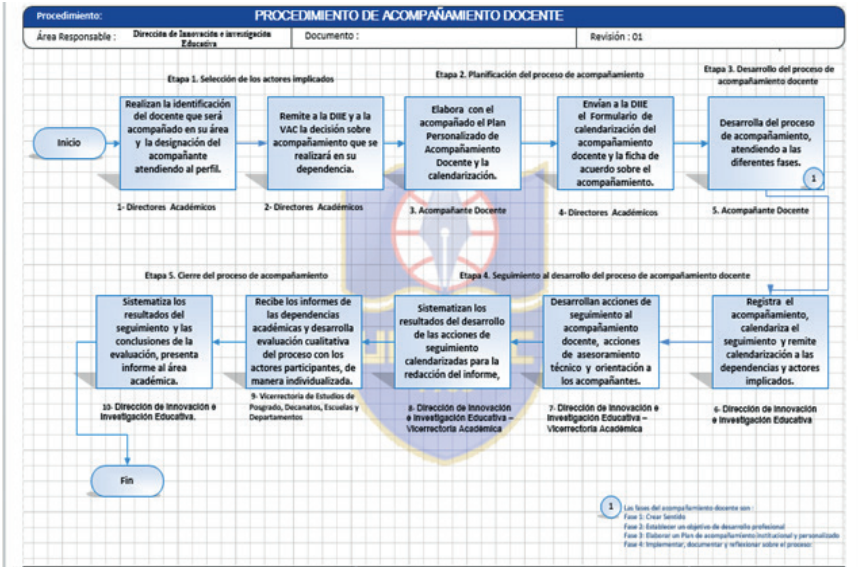 Procedimiento:
PROCEDIMIENTO DE ACOMPAÑAMIENTO DOCENTE
Área Responsable :
Dirección de Innovación e investigación
Educativa
Documento :
Revisión : 01
Etapa 1. Selección de los actores implicados
Etapa 2. Planificación del proceso de acompañamiento
Etapa 3. Desarrollo del proceso de
acompañamiento docente
Inicio
Realizan la identificación
del docente que será
acompañado en su área
y la designación del
acompañante
atendiendo al perfil.
1- Directores Académicos
Remite a la DIIE y a la
VAC la decisión sobre
acompañamiento que se
realizará en su
dependencia.
2- Directores Académicos
Elabora con el
acompañado el Plan
Personalizado de
Acompañamiento
Docente y la
calendarización.
3. Acompañante Docente
Envían a la DIIE
el Formulario de
calendarización del
acompañamiento
docente y la ficha de
acuerdo sobre el
acompañamiento.
4- Directores Académicos
Desarrolla del proceso
de acompañamiento,
atendiendo a las
diferentes fases.
1
5. Acompañante Docente
Etapa 5. Cierre del proceso de acompañamiento
Etapa 4. Seguimiento al desarrollo del proceso de acompañamiento docente
Sistematiza los
resultados del
seguimiento y las
conclusiones de la
evaluación, presenta
informe al área
académica.
10- Dirección de Innovación e
Investigación Educativa.
Recibe los informes de
las dependencias
académicas y desarrolla
evaluación cualitativa
del proceso con los
actores participantes, de
manera individualizada.
9- Vicerrectoria de Estudios de
Posgrado, Decanatos, Escuelas y
Departamentos
Sistematizan los
resultados del desarrollo
de las acciones de
seguimiento
calendarizadas para la
redacción del informe,
8- Dirección de Innovación
e Investigación Educativa –
Vicerrectoría Académica
Desarrollan acciones de
seguimiento al
acompañamiento
docente, acciones
de asesoramiento
técnico y orientación a
los acompañantes.
7- Dirección de Innovación e
Investigación Educativa –
Vicerrectoría Académica
Registra el
acompañamiento,
calendariza el
seguimiento y remite
calendarización a las
dependencias y actores
implicados.
6- Dirección de Innovación
e Investigación Educativa
Fin
1
Las fases del acompañamiento docente son :
Fase 1: Crear Sentido
Fase 2: Establecer un objetivo de desarrollo profesional
Fase 3: Elaborar un Plan de acompañamiento institucional y personalizado
Fase 4: Implementar, documentar y reflexionar sobre el proceso: